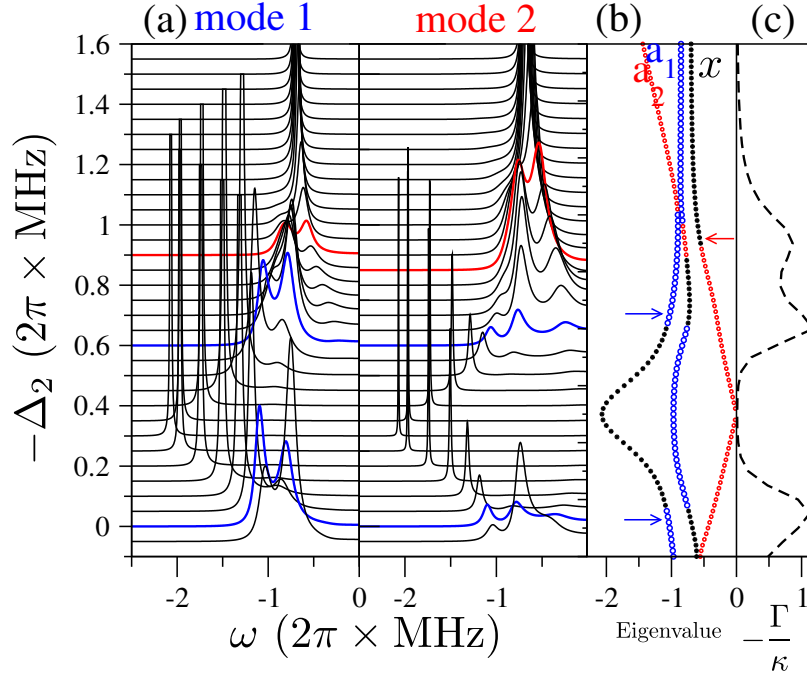 (a) mode 1 mode 2 (b) (c)
1.6
1.4
1.2
1
0.8
0.6
0.4
0.2
0
−Δ₂ (2π × MHz)
a₁
a₂
x
-2 -1 -2 -1 0 -2 -1 0 1
ω (2π × MHz)
Eigenvalue
−Γ/κ